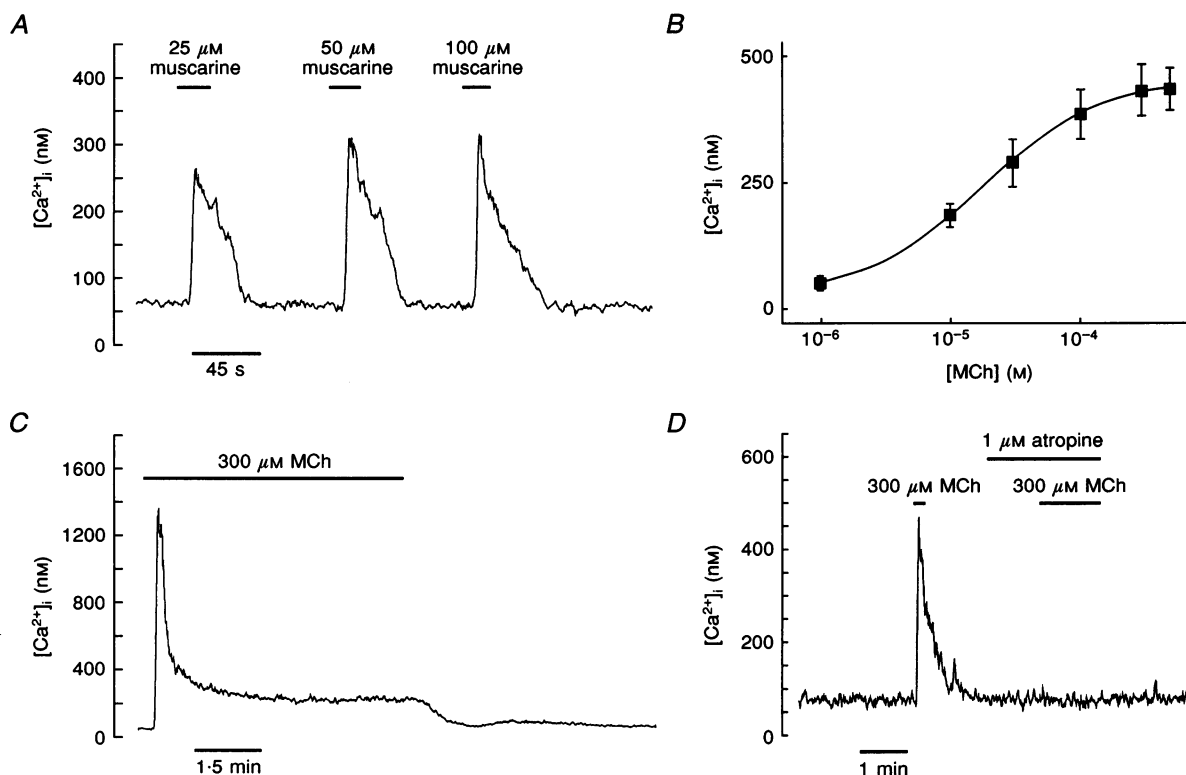 A
25 μM
muscarine
50 μM
muscarine
100 μM
muscarine
400
300
200
100
0
[Ca²⁺]ᵢ (nM)
45 s
B
500
250
0
[Ca²⁺]ᵢ (nM)
10⁻⁶
10⁻⁵
10⁻⁴
[MCh] (M)
C
300 μM MCh
1600
1200
800
400
0
[Ca²⁺]ᵢ (nM)
1·5 min
D
1 μM atropine
300 μM MCh
300 μM MCh
600
400
200
0
[Ca²⁺]ᵢ (nM)
1 min